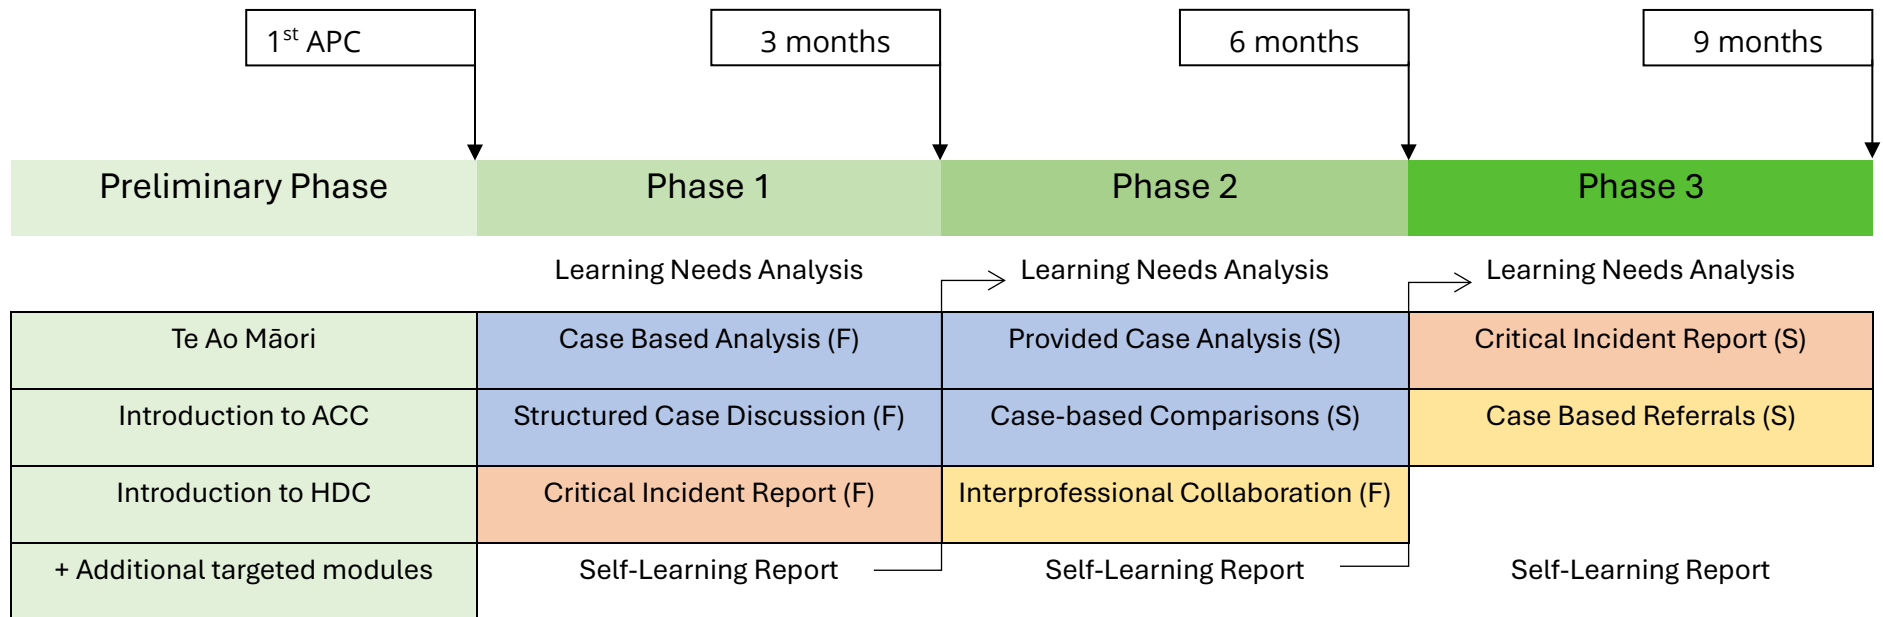 1st APC
3 months
6 months
9 months
Preliminary Phase
Phase 1
Phase 2
Phase 3
Learning Needs Analysis
Learning Needs Analysis
Learning Needs Analysis
Te Ao Māori
Case Based Analysis (F)
Provided Case Analysis (S)
Critical Incident Report (S)
Introduction to ACC
Structured Case Discussion (F)
Case-based Comparisons (S)
Case Based Referrals (S)
Introduction to HDC
Critical Incident Report (F)
Interprofessional Collaboration (F)
+ Additional targeted modules
Self-Learning Report
Self-Learning Report
Self-Learning Report